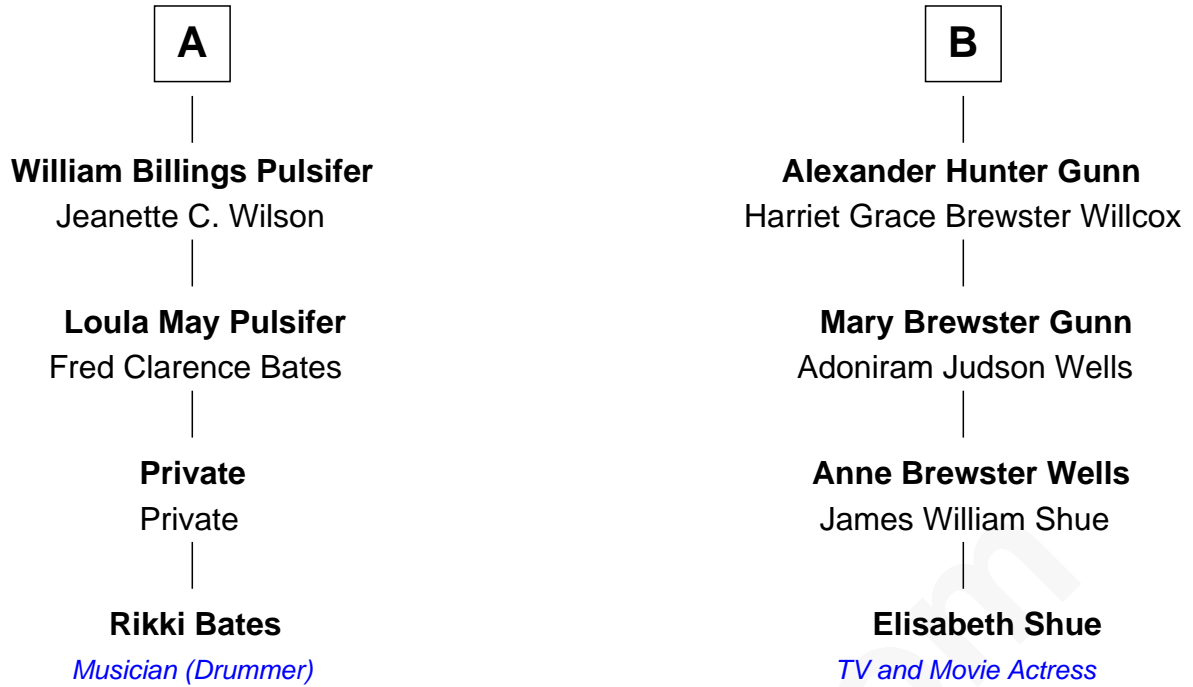 A
William Billings Pulsifer
Jeanette C. Wilson
Loula May Pulsifer
Fred Clarence Bates
Private
Private
Rikki Bates
Musician (Drummer)
B
Alexander Hunter Gunn
Harriet Grace Brewster Willcox
Mary Brewster Gunn
Adoniram Judson Wells
Anne Brewster Wells
James William Shue
Elisabeth Shue
TV and Movie Actress